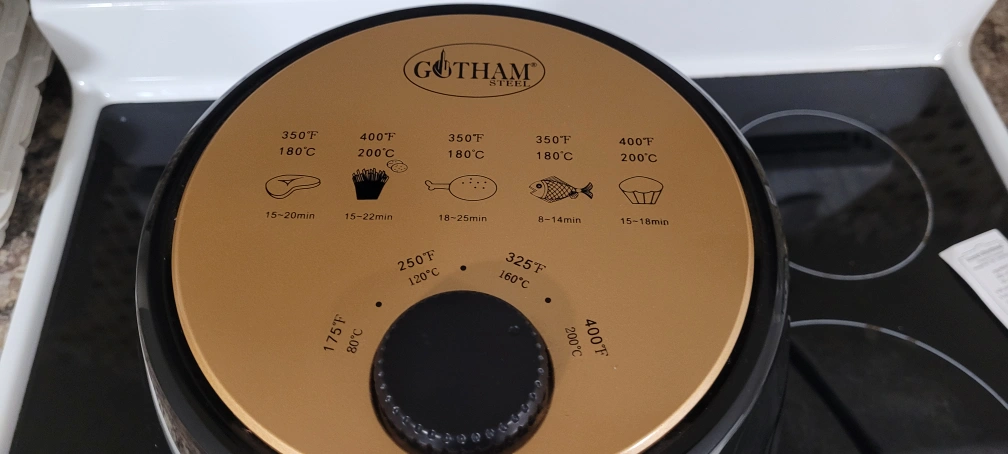 GOTHAM®
STEEL
350°F 400°F 350°F 350°F 400°F
180°C 200°C 180°C 180°C 200°C
15~20min 15~22min 18~25min 8~14min 15~18min
250°F 325°F
120°C 160°C
175°F 400°F
80°C 200°C